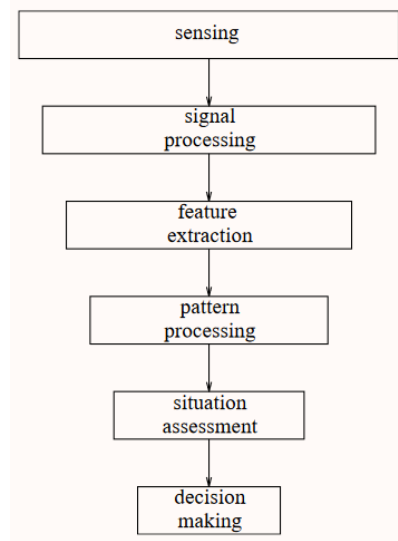 sensing
signal
processing
feature
extraction
pattern
processing
situation
assessment
decision
making